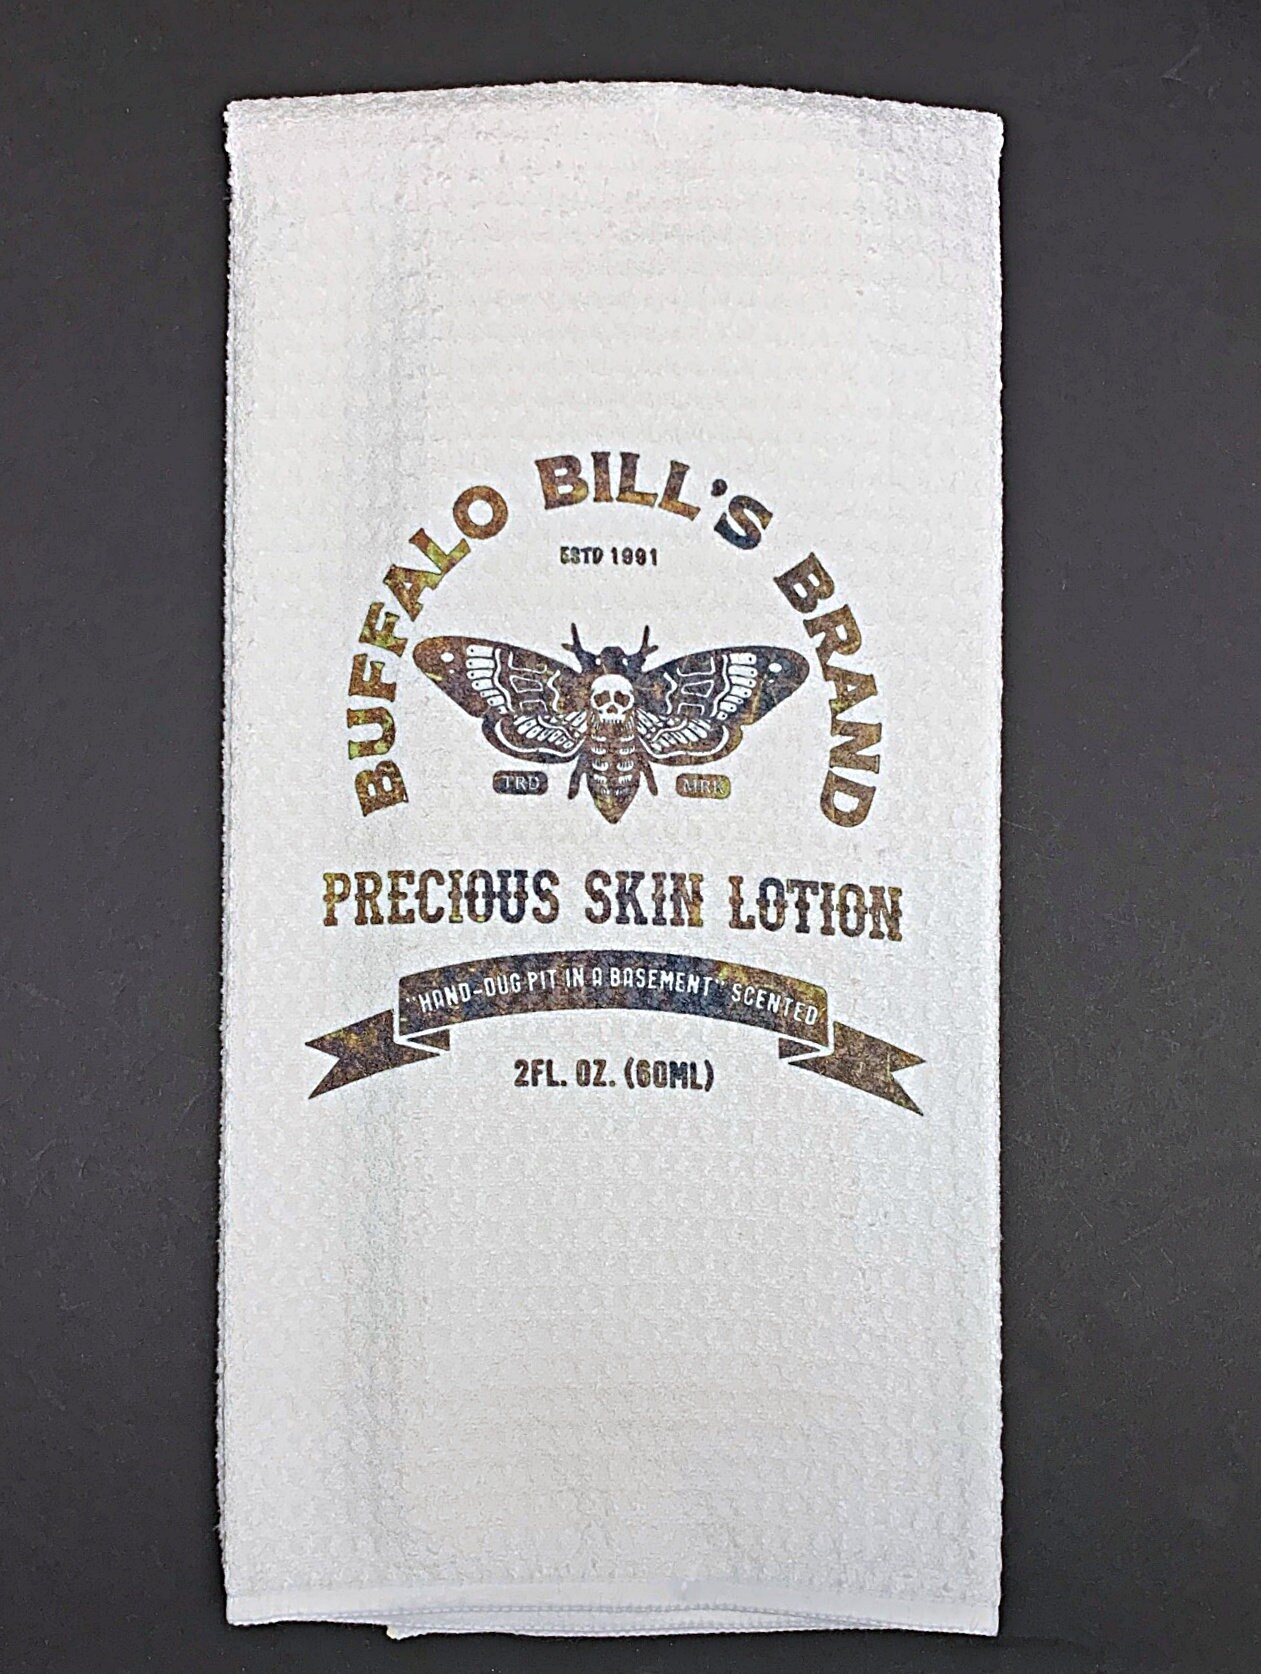 BUFFALO BILL'S BRAND
ESTD 1991
TRD MRK
PRECIOUS SKIN LOTION
"HAND-DUG PIT IN A BASEMENT" SCENTED
2FL. OZ. (60ML)